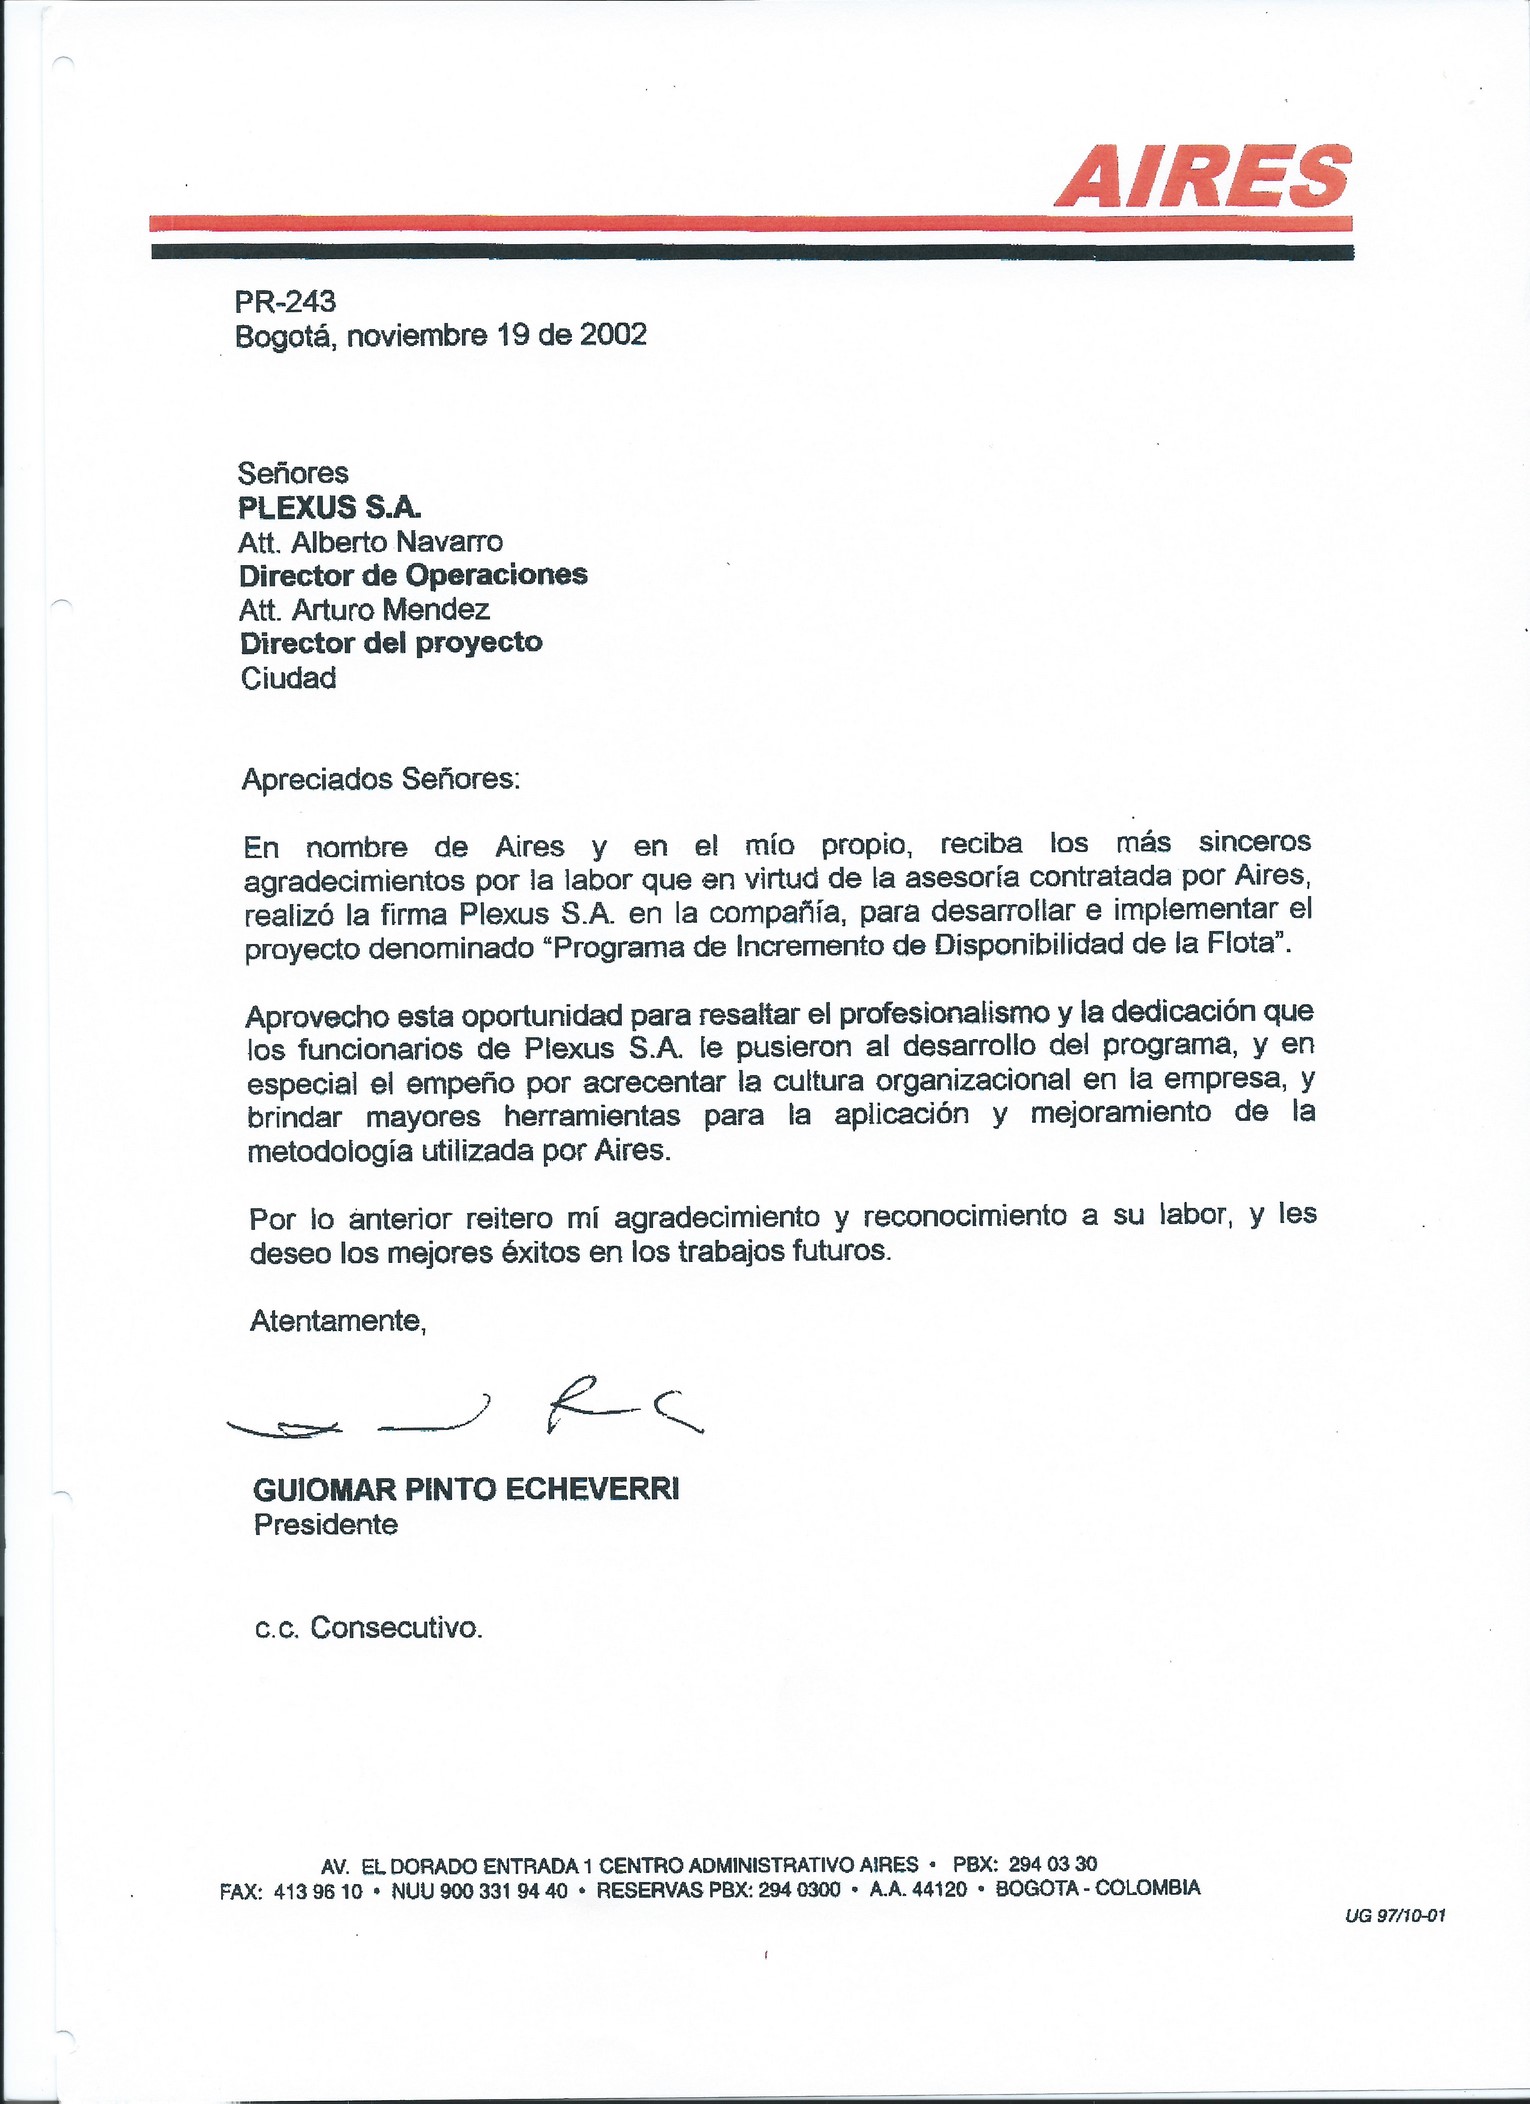 AIRES
PR-243
Bogotá, noviembre 19 de 2002
Señores
PLEXUS S.A.
Att. Alberto Navarro
Director de Operaciones
Att. Arturo Mendez
Director del proyecto
Ciudad
Apreciados Señores:
En nombre de Aires y en el mío propio, reciba los más sinceros
agradecimientos por la labor que en virtud de la asesoría contratada por Aires,
realizó la firma Plexus S.A. en la compañía, para desarrollar e implementar el
proyecto denominado “Programa de Incremento de Disponibilidad de la Flota”.
Aprovecho esta oportunidad para resaltar el profesionalismo y la dedicación que
los funcionarios de Plexus S.A. le pusieron al desarrollo del programa, y en
especial el empeño por acrecentar la cultura organizacional en la empresa, y
brindar mayores herramientas para la aplicación y mejoramiento de la
metodología utilizada por Aires.
Por lo anterior reitero mí agradecimiento y reconocimiento a su labor, y les
deseo los mejores éxitos en los trabajos futuros.
Atentamente,
GUIOMAR PINTO ECHEVERRI
Presidente
c.c. Consecutivo.
AV. EL DORADO ENTRADA 1 CENTRO ADMINISTRATIVO AIRES • PBX: 294 03 30
FAX: 413 96 10 • NUU 900 331 94 40 • RESERVAS PBX: 294 0300 • A.A. 44120 • BOGOTA - COLOMBIA
UG 97/10-01